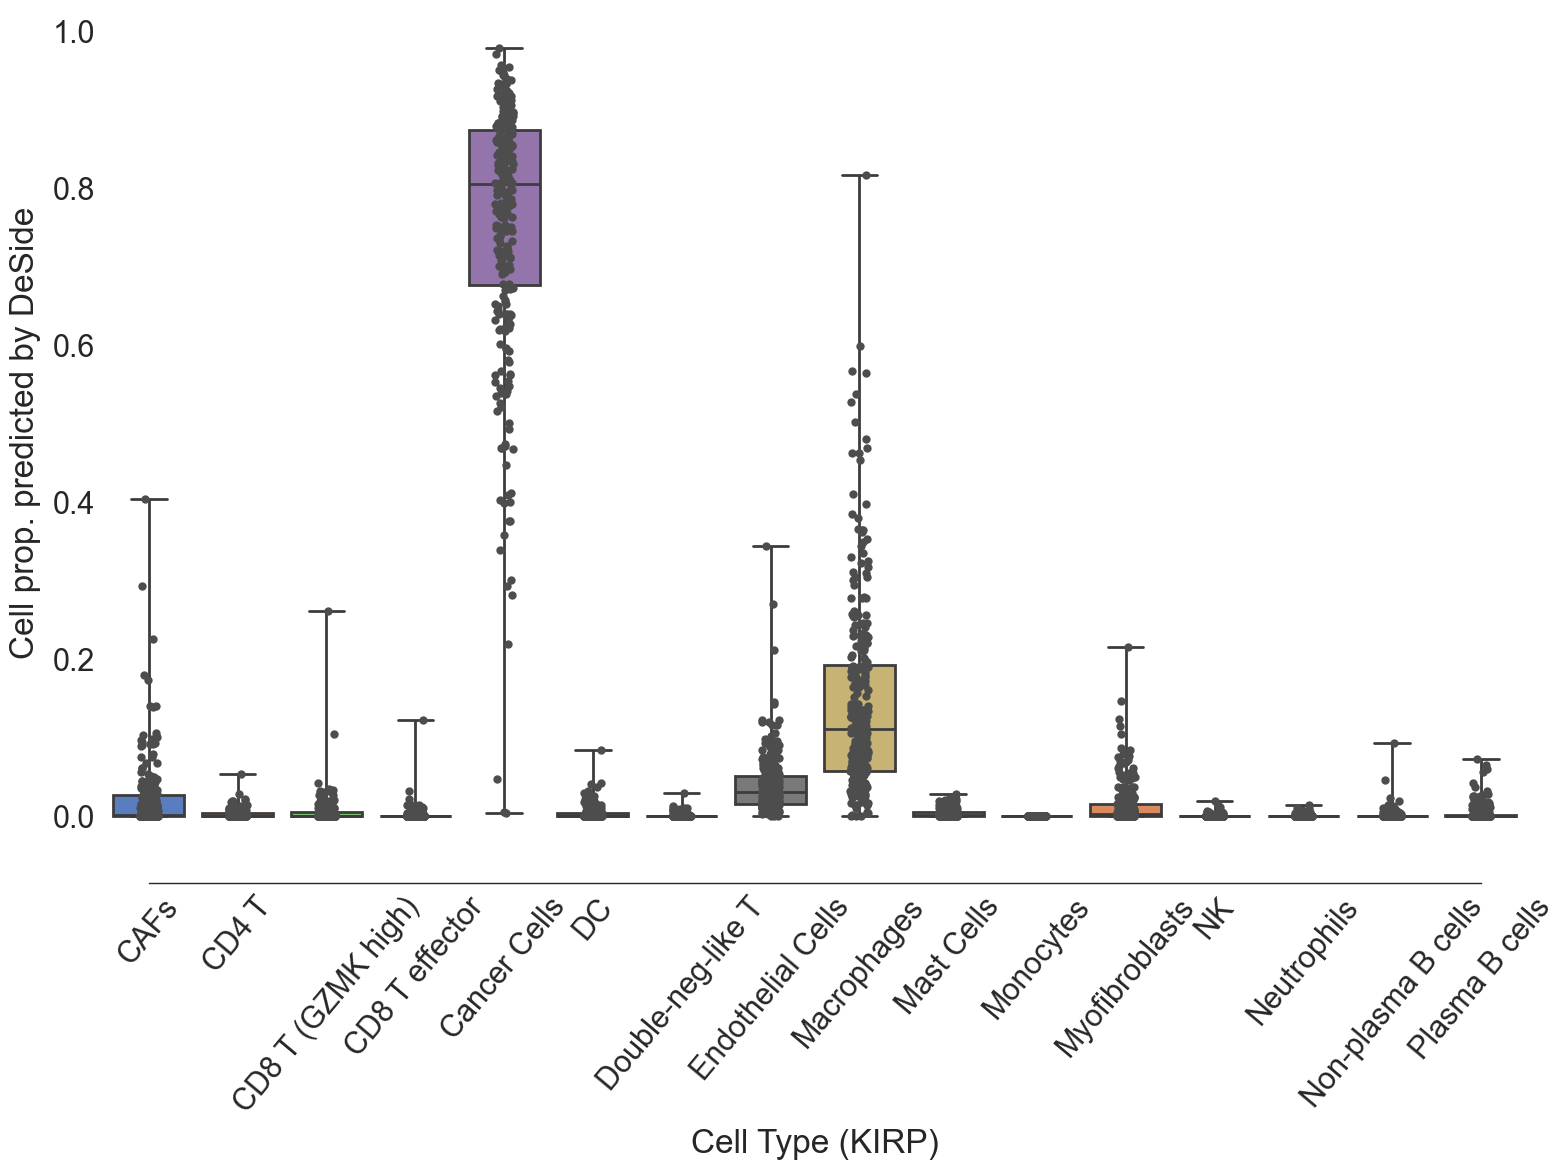 Cell prop. predicted by DeSide
1.0
0.8
0.6
0.4
0.2
0.0
CAFs
CD4 T
CD8 T (GZMK high)
CD8 T effector
Cancer Cells
DC
Double-neg-like T
Endothelial Cells
Macrophages
Mast Cells
Monocytes
Myofibroblasts
NK
Neutrophils
Non-plasma B cells
Plasma B cells
Cell Type (KIRP)